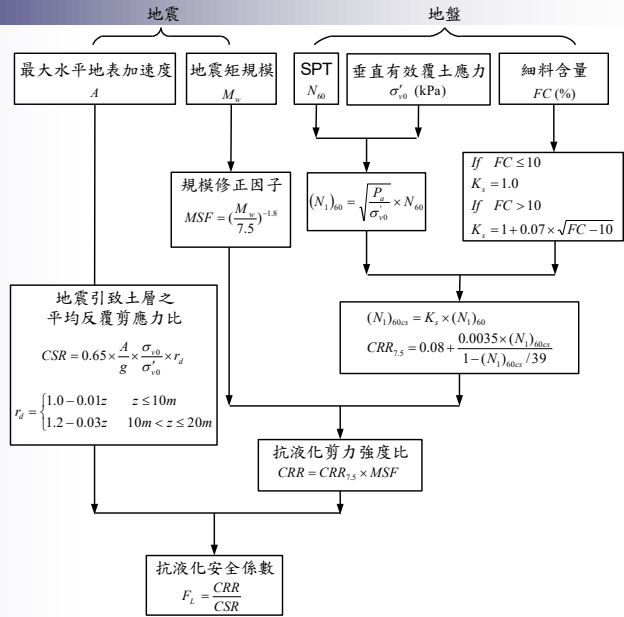 地震 地盤
最大水平地表加速度
A
地震矩規模
M_w
SPT
N_60
垂直有效覆土應力
σ′_v0 (kPa)
細料含量
FC(%)
規模修正因子
MSF = (M_w/7.5)^−1.8
(N_1)_60 = √(P_a/σ′_v0) × N_60
If FC ≤ 10
K_s = 1.0
If FC > 10
K_s = 1 + 0.07 × √(FC − 10)
地震引致土層之
平均反覆剪應力比
CSR = 0.65 × A/g × σ_v0/σ′_v0 × r_d
r_d = { 1.0 − 0.01z z ≤ 10m
1.2 − 0.03z 10m < z ≤ 20m
(N_1)_60cs = K_s × (N_1)_60
CRR_7.5 = 0.08 + 0.0035 × (N_1)_60cs / 1 − (N_1)_60cs / 39
抗液化剪力強度比
CRR = CRR_7.5 × MSF
抗液化安全係數
F_L = CRR/CSR